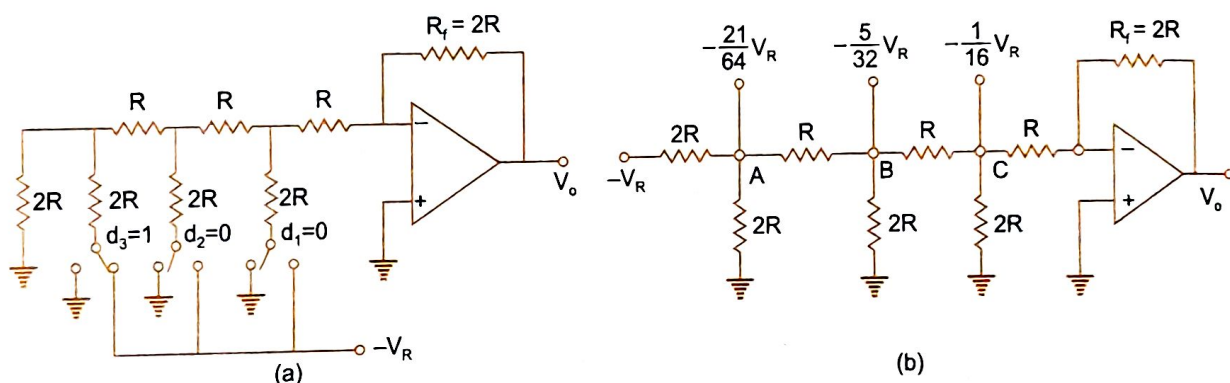 R_f = 2R
R R R
−
+
V_o
2R 2R 2R 2R
d_3=1 d_2=0 d_1=0
−V_R
(a)
−21/64 V_R −5/32 V_R −1/16 V_R
R_f = 2R
2R R R R
−V_R
A B C
−
+
V_o
2R 2R 2R
(b)